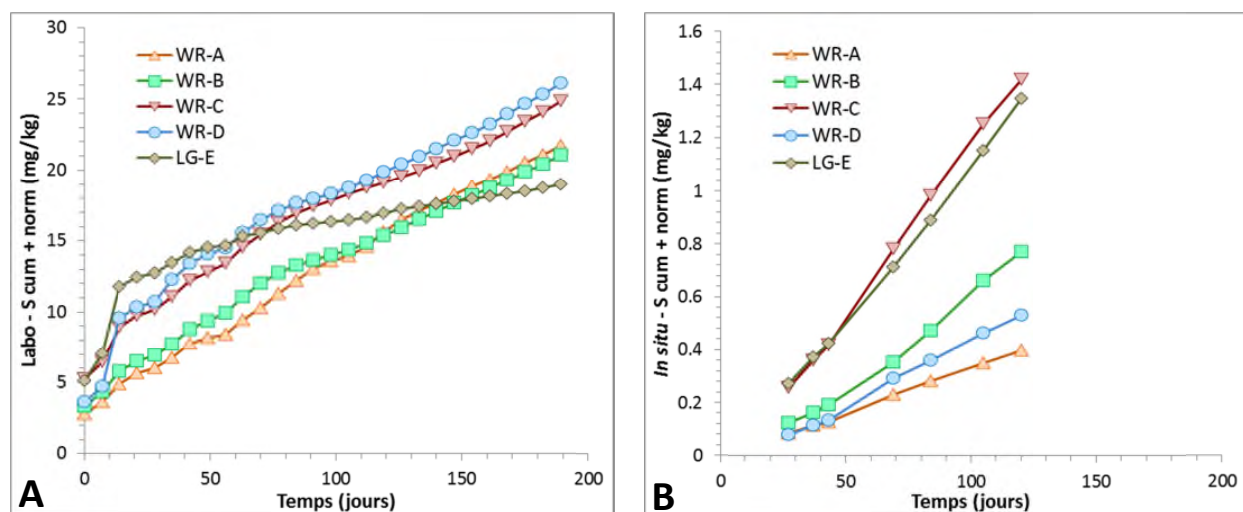 30
25
20
15
10
5
0
Labo - S cum + norm (mg/kg)
WR-A
WR-B
WR-C
WR-D
LG-E
0 50 100 150 200
Temps (jours)
A
1.6
1.4
1.2
1
0.8
0.6
0.4
0.2
0
In situ - S cum + norm (mg/kg)
WR-A
WR-B
WR-C
WR-D
LG-E
0 50 100 150 200
Temps (jours)
B